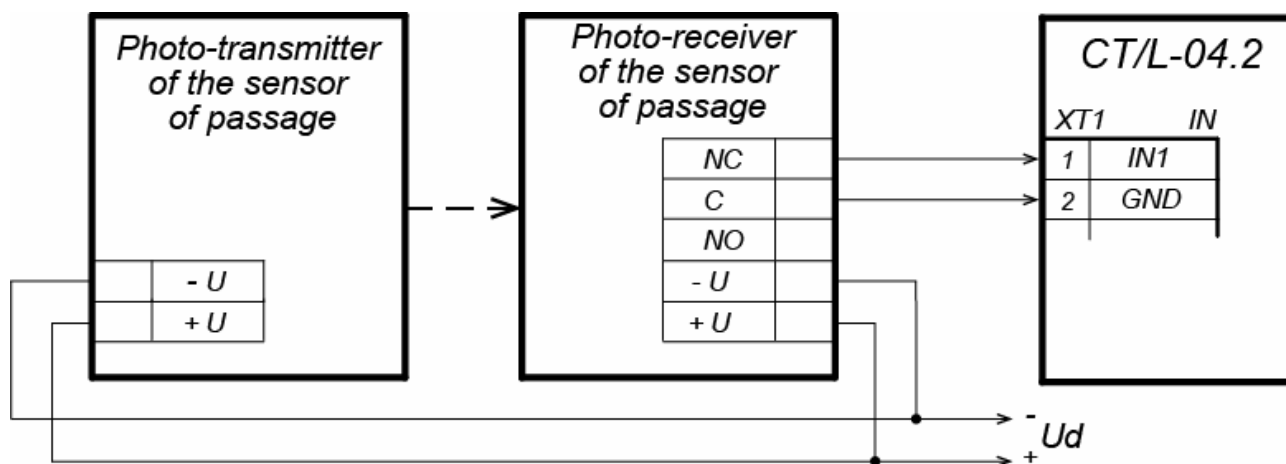 Photo-transmitter
of the sensor
of passage
- U
+ U
Photo-receiver
of the sensor
of passage
NC
C
NO
- U
+ U
CT/L-04.2
XT1 IN
1 IN1
2 GND
-
Ud
+